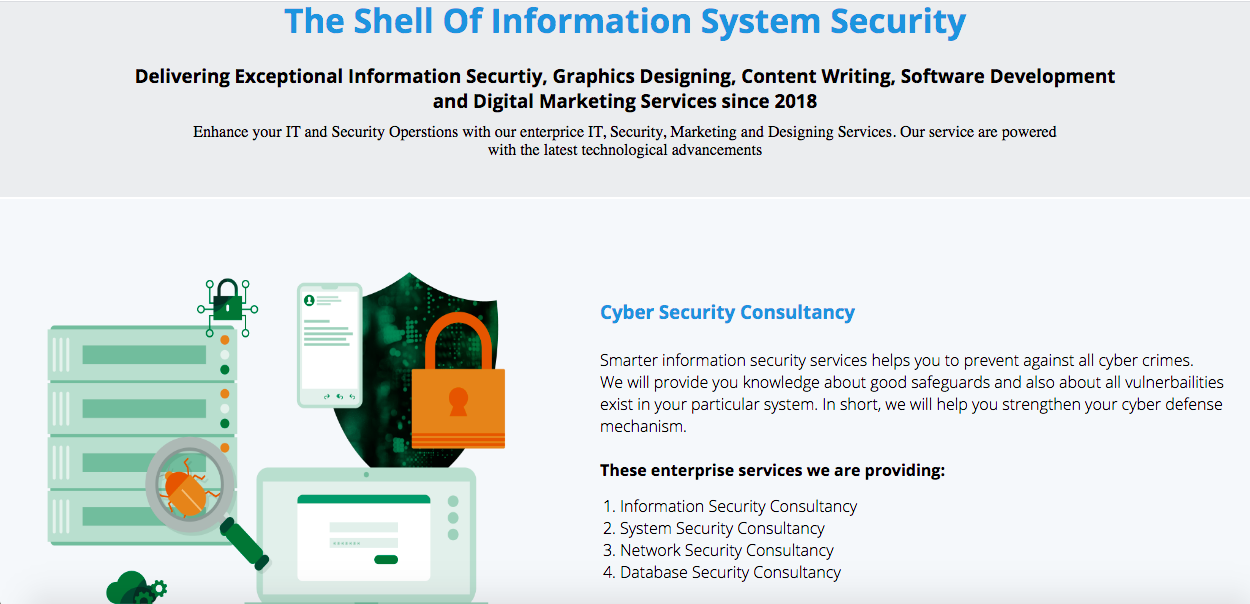 The Shell Of Information System Security
Delivering Exceptional Information Securtiy, Graphics Designing, Content Writing, Software Development
and Digital Marketing Services since 2018
Enhance your IT and Security Operstions with our enterprice IT, Security, Marketing and Designing Services. Our service are powered
with the latest technological advancements
Cyber Security Consultancy
Smarter information security services helps you to prevent against all cyber crimes.
We will provide you knowledge about good safeguards and also about all vulnerbailities
exist in your particular system. In short, we will help you strengthen your cyber defense
mechanism.
These enterprise services we are providing:
1. Information Security Consultancy
2. System Security Consultancy
3. Network Security Consultancy
4. Database Security Consultancy